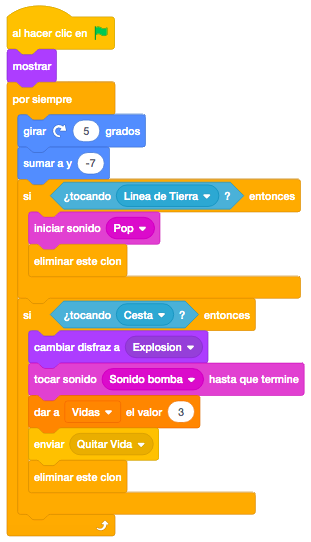 al hacer clic en
mostrar
por siempre
girar 5 grados
sumar a y -7
si ¿tocando Linea de Tierra ? entonces
iniciar sonido Pop
eliminar este clon
si ¿tocando Cesta ? entonces
cambiar disfraz a Explosion
tocar sonido Sonido bomba hasta que termine
dar a Vidas el valor 3
enviar Quitar Vida
eliminar este clon